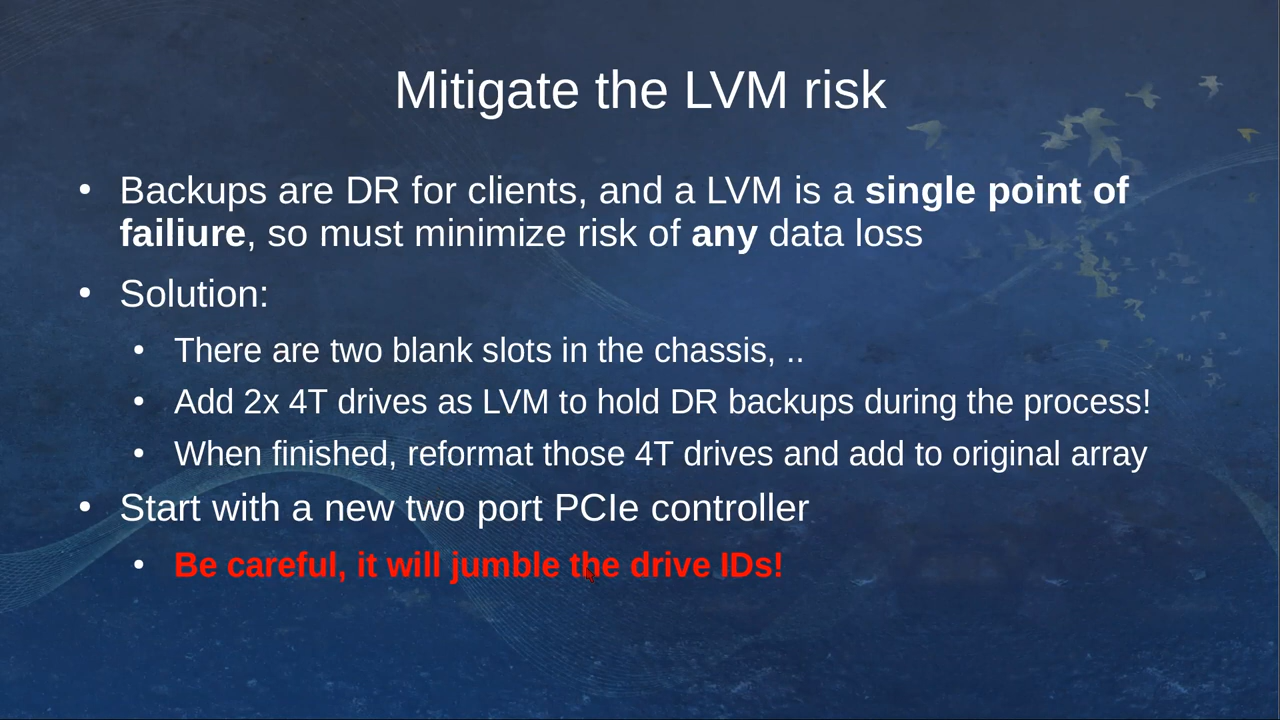 Mitigate the LVM risk
• Backups are DR for clients, and a LVM is a single point of
failiure, so must minimize risk of any data loss
• Solution:
• There are two blank slots in the chassis, ..
• Add 2x 4T drives as LVM to hold DR backups during the process!
• When finished, reformat those 4T drives and add to original array
• Start with a new two port PCIe controller
• Be careful, it will jumble the drive IDs!